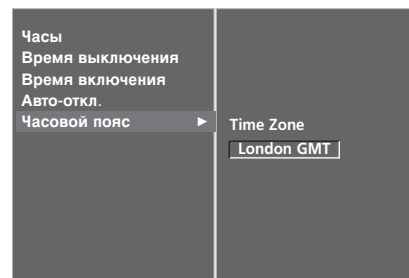 Часы
Время выключения
Время включения
Авто-откл.
Часовой пояс ►
Time Zone
London GMT